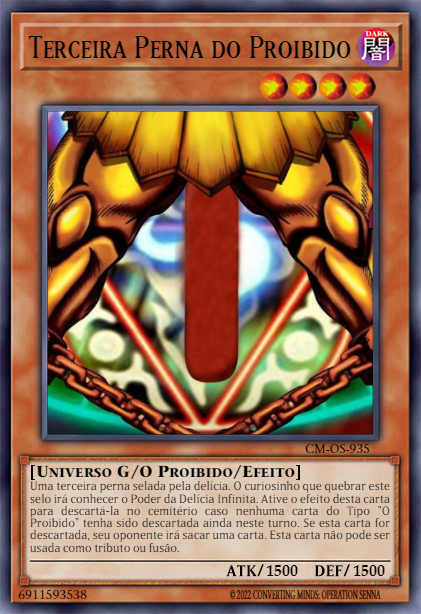 Terceira Perna do Proibido
DARK
闇
CM-OS-935
[Universo G/O Proibido/Efeito]
Uma terceira perna selada pela delícia. O curiosinho que quebrar este
selo irá conhecer o Poder da Delícia Infinita. Ative o efeito desta carta
para descartá-la no cemitério caso nenhuma carta do Tipo "O
Proibido" tenha sido descartada ainda neste turno. Se esta carta for
descartada, seu oponente irá sacar uma carta. Esta carta não pode ser
usada como tributo ou fusão.
ATK/1500 DEF/1500
6911593538
©2022 CONVERTING MINDS: OPERATION SENNA